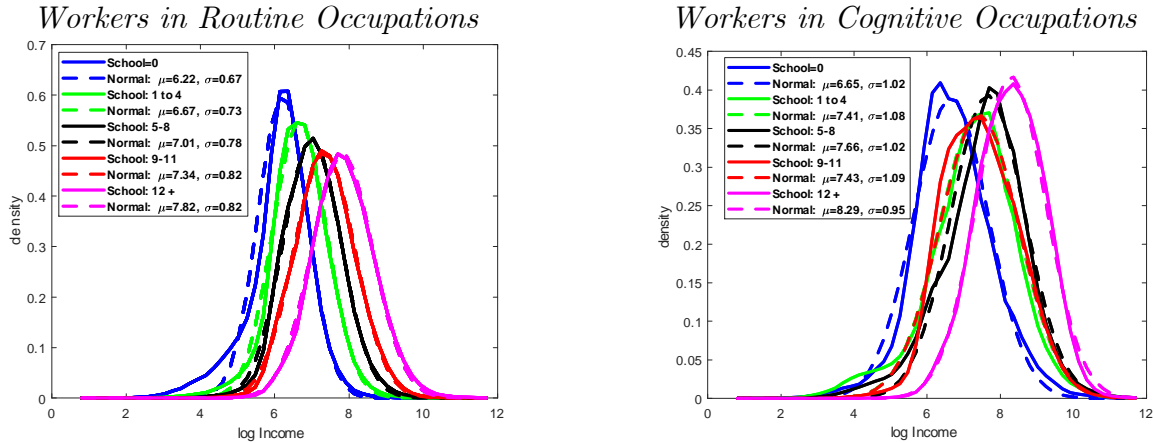 Workers in Routine Occupations
0.7
0.6
0.5
0.4
0.3
0.2
0.1
0
density
School=0
Normal: μ=6.22, σ=0.67
School: 1 to 4
Normal: μ=6.67, σ=0.73
School: 5-8
Normal: μ=7.01, σ=0.78
School: 9-11
Normal: μ=7.34, σ=0.82
School: 12 +
Normal: μ=7.82, σ=0.82
0 2 4 6 8 10 12
log Income
Workers in Cognitive Occupations
0.45
0.4
0.35
0.3
0.25
0.2
0.15
0.1
0.05
0
density
School=0
Normal: μ=6.65, σ=1.02
School: 1 to 4
Normal: μ=7.41, σ=1.08
School: 5-8
Normal: μ=7.66, σ=1.02
School: 9-11
Normal: μ=7.43, σ=1.09
School: 12 +
Normal: μ=8.29, σ=0.95
0 2 4 6 8 10 12
log Income